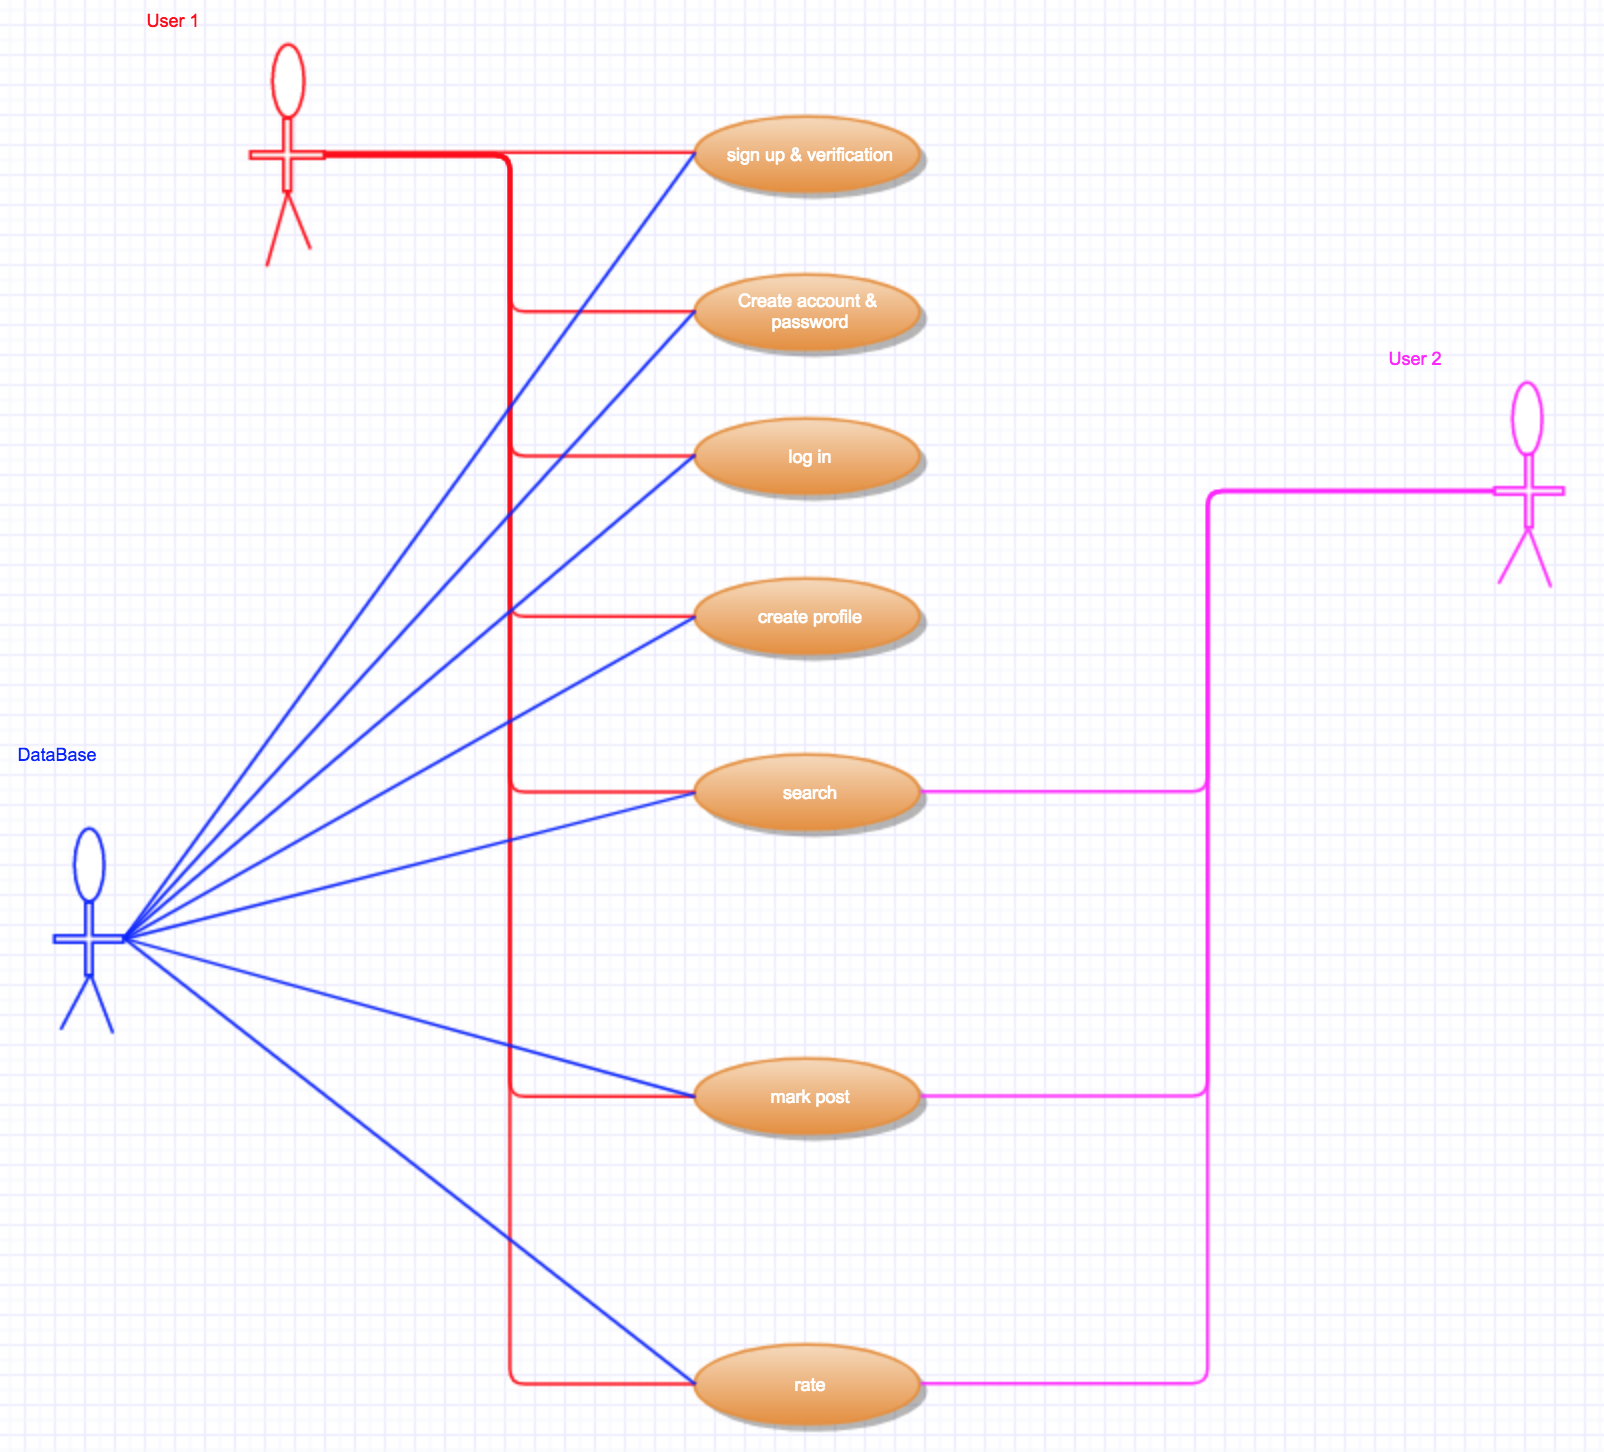 User 1
sign up & verification
Create account &
password
User 2
log in
create profile
DataBase
search
mark post
rate